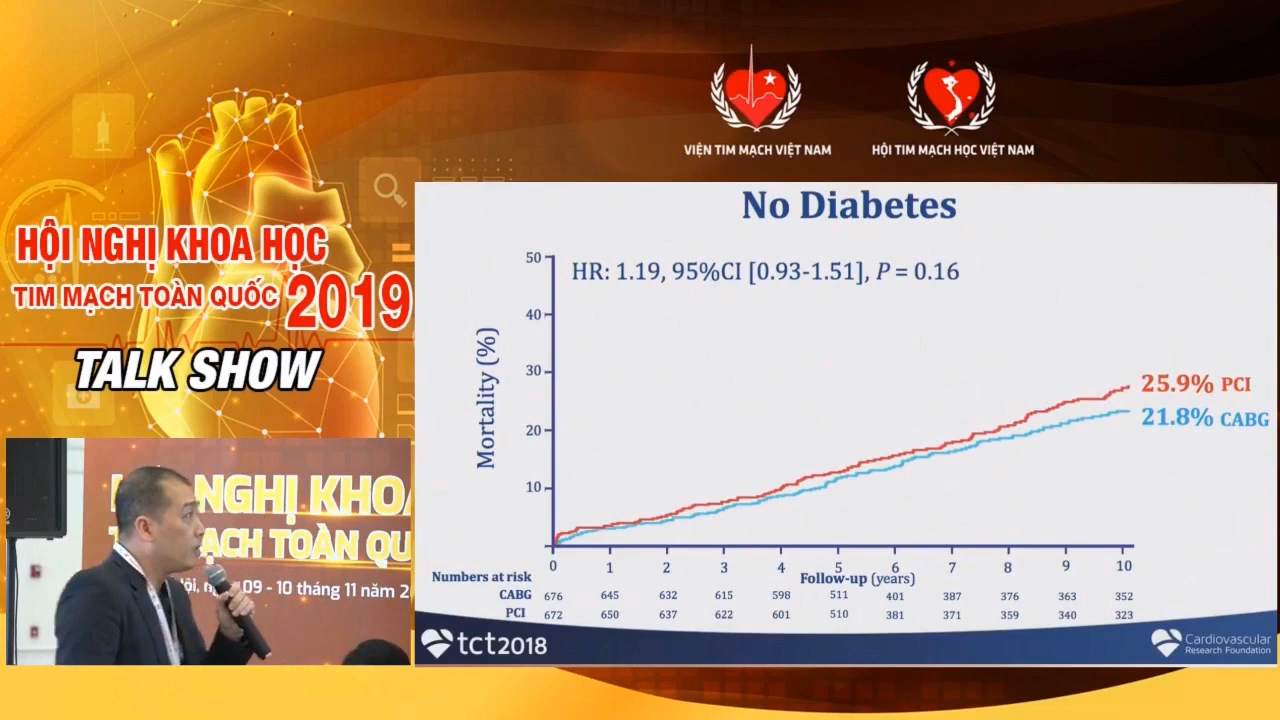 VIỆN TIM MẠCH VIỆT NAM
HỘI TIM MẠCH HỌC VIỆT NAM
HỘI NGHỊ KHOA HỌC
TIM MẠCH TOÀN QUỐC 2019
TALK SHOW
No Diabetes
HR: 1.19, 95%CI [0.93-1.51], P = 0.16
Mortality (%)
50
40
30
20
10
25.9% PCI
21.8% CABG
0 1 2 3 4 5 6 7 8 9 10
Follow-up (years)
Numbers at risk
CABG 676 645 632 615 598 511 401 387 376 363 352
PCI 672 650 637 622 601 510 381 371 359 340 323
tct2018
Cardiovascular
Research Foundation
NGHỊ KHOA
ẠCH TOÀN QU
09 - 10 tháng 11 năm 2